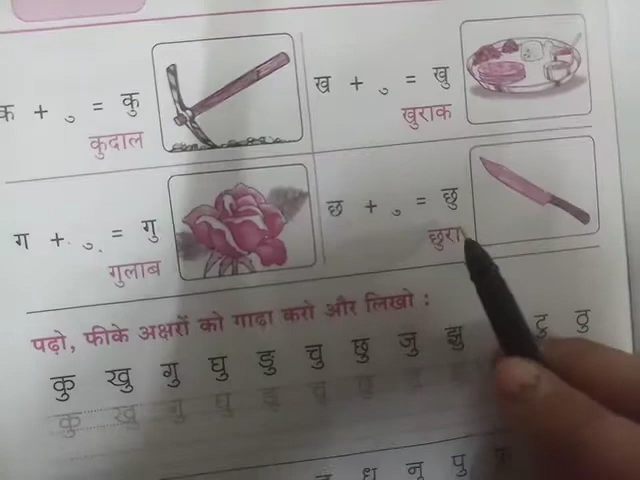 क + ु = कु
कुदाल
ख + ु = खु
खुराक
ग + ु = गु
गुलाब
छ + ु = छु
छुरा
पढ़ो, फीके अक्षरों को गाढ़ा करो और लिखो :
कु खु गु घु ङु चु छु जु झु टु ठु
कु खु गु घु
ध नु पु